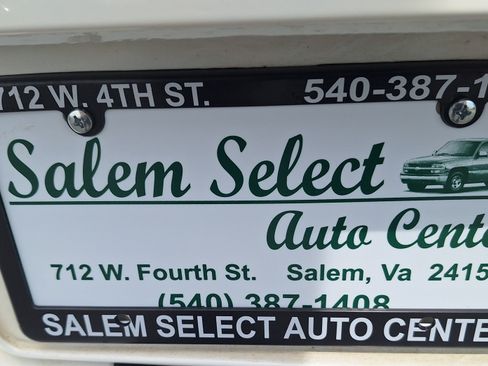 712 W. 4TH ST. 540-387-1
Salem Select
Auto Cente
712 W. Fourth St. Salem, Va 2415
(540) 387-1408
SALEM SELECT AUTO CENTE